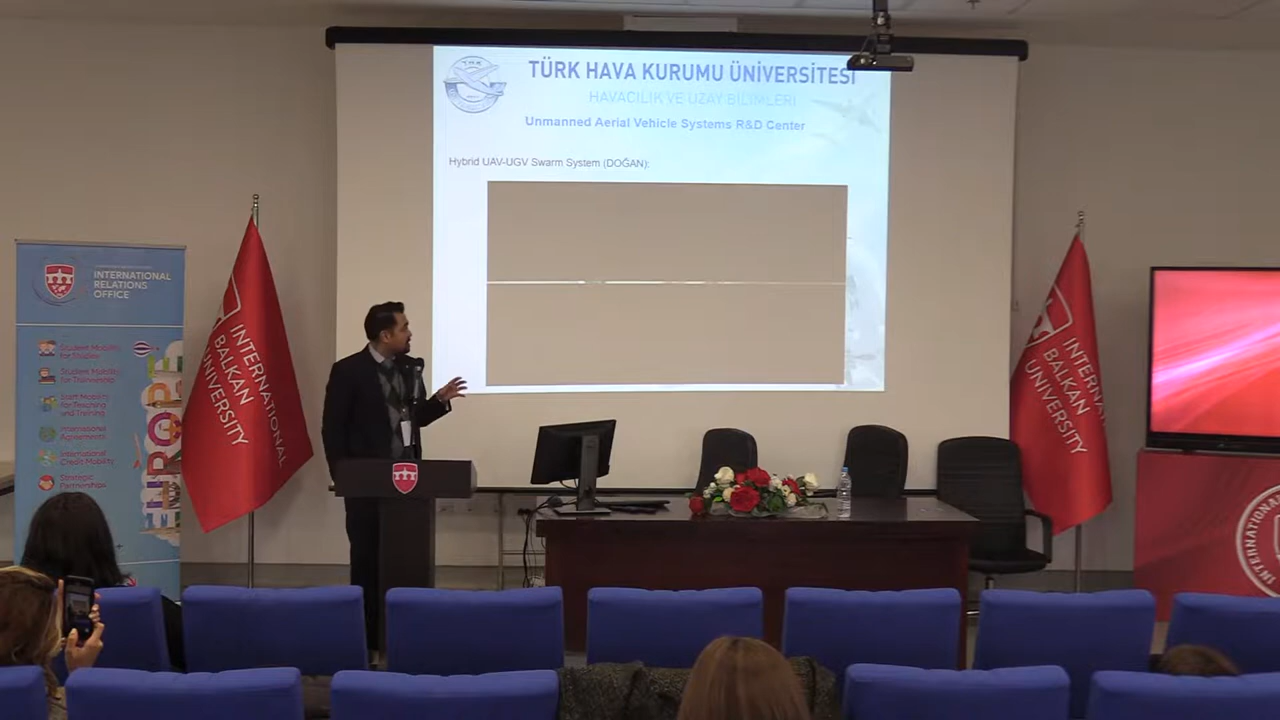 TÜRK HAVA KURUMU ÜNİVERSİTESİ
HAVACILIK VE UZAY BİLİMLERİ
Unmanned Aerial Vehicle Systems R&D Center
Hybrid UAV-UGV Swarm System (DOĞAN):
INTERNATIONAL
RELATIONS
OFFICE
Student Mobility
for Studies
Student Mobility
for Traineeship
Staff Mobility
for Teaching
and Training
International
Agreements
International
Credit Mobility
Strategic
Partnerships
INTERNATIONAL
BALKAN
UNIVERSITY
INTERNATIONAL
BALKAN
UNIVERSITY
INTERNATIONAL